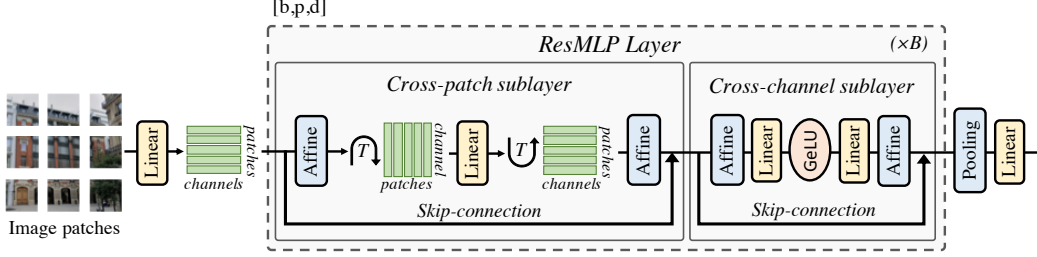 [b,p,d]
ResMLP Layer
(×B)
Cross-patch sublayer
Cross-channel sublayer
Linear
patches
channels
Affine
T
channel
patches
Linear
T
patches
channels
Affine
Skip-connection
Affine
Linear
GeLU
Linear
Affine
Skip-connection
Pooling
Linear
Image patches